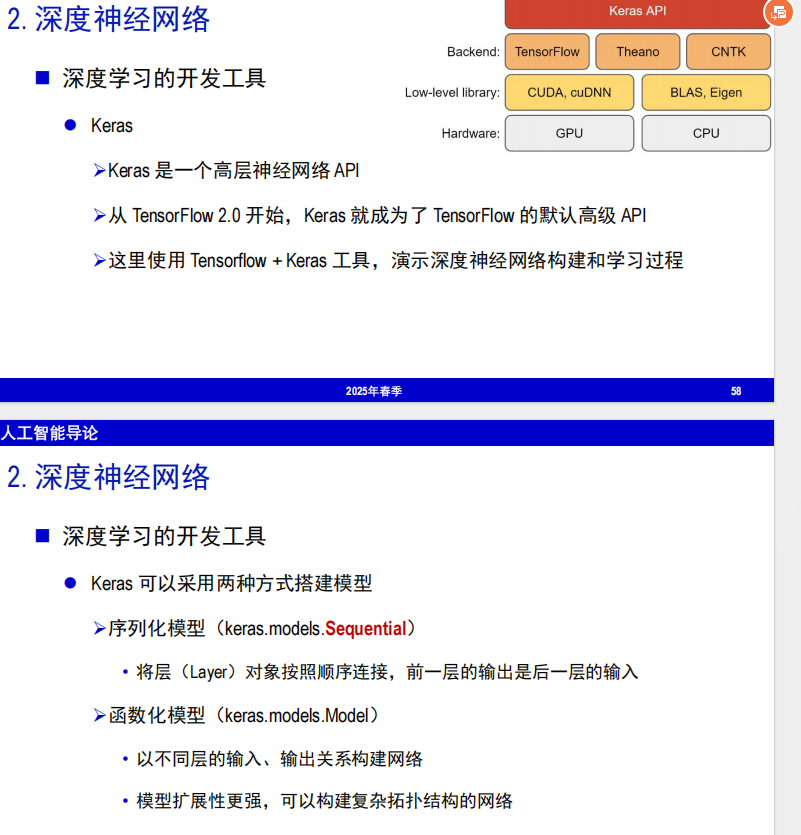 2. 深度神经网络
Keras API
Backend: TensorFlow Theano CNTK
■ 深度学习的开发工具
Low-level library: CUDA, cuDNN BLAS, Eigen
● Keras
Hardware: GPU CPU
➢Keras 是一个高层神经网络 API
➢从 TensorFlow 2.0 开始，Keras 就成为了 TensorFlow 的默认高级 API
➢这里使用 Tensorflow + Keras 工具，演示深度神经网络构建和学习过程
2025年春季 58
人工智能导论
2. 深度神经网络
■ 深度学习的开发工具
● Keras 可以采用两种方式搭建模型
➢序列化模型（keras.models.Sequential）
• 将层（Layer）对象按照顺序连接，前一层的输出是后一层的输入
➢函数化模型（keras.models.Model）
• 以不同层的输入、输出关系构建网络
• 模型扩展性更强，可以构建复杂拓扑结构的网络